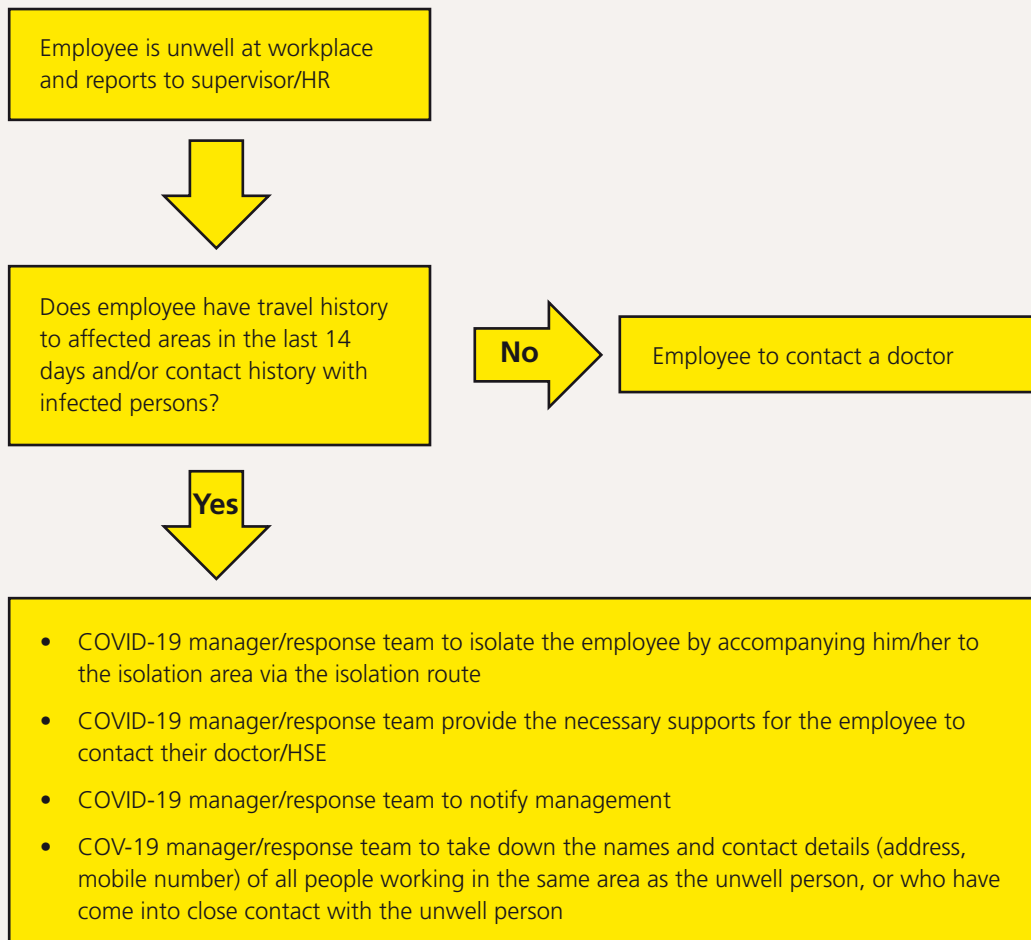 Employee is unwell at workplace
and reports to supervisor/HR
Does employee have travel history
to affected areas in the last 14
days and/or contact history with
infected persons?
No
Employee to contact a doctor
Yes
• COVID-19 manager/response team to isolate the employee by accompanying him/her to
the isolation area via the isolation route
• COVID-19 manager/response team provide the necessary supports for the employee to
contact their doctor/HSE
• COVID-19 manager/response team to notify management
• COV-19 manager/response team to take down the names and contact details (address,
mobile number) of all people working in the same area as the unwell person, or who have
come into close contact with the unwell person